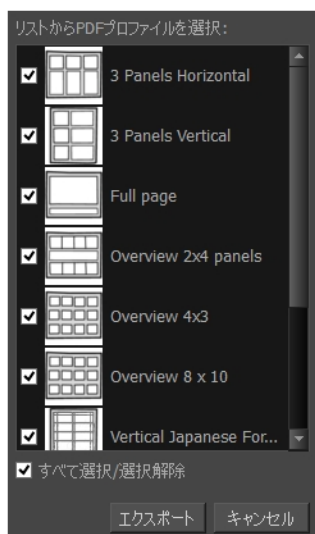 リストからPDFプロファイルを選択:
3 Panels Horizontal
3 Panels Vertical
Full page
Overview 2x4 panels
Overview 4x3
Overview 8 x 10
Vertical Japanese For...
すべて選択/選択解除
エクスポート キャンセル